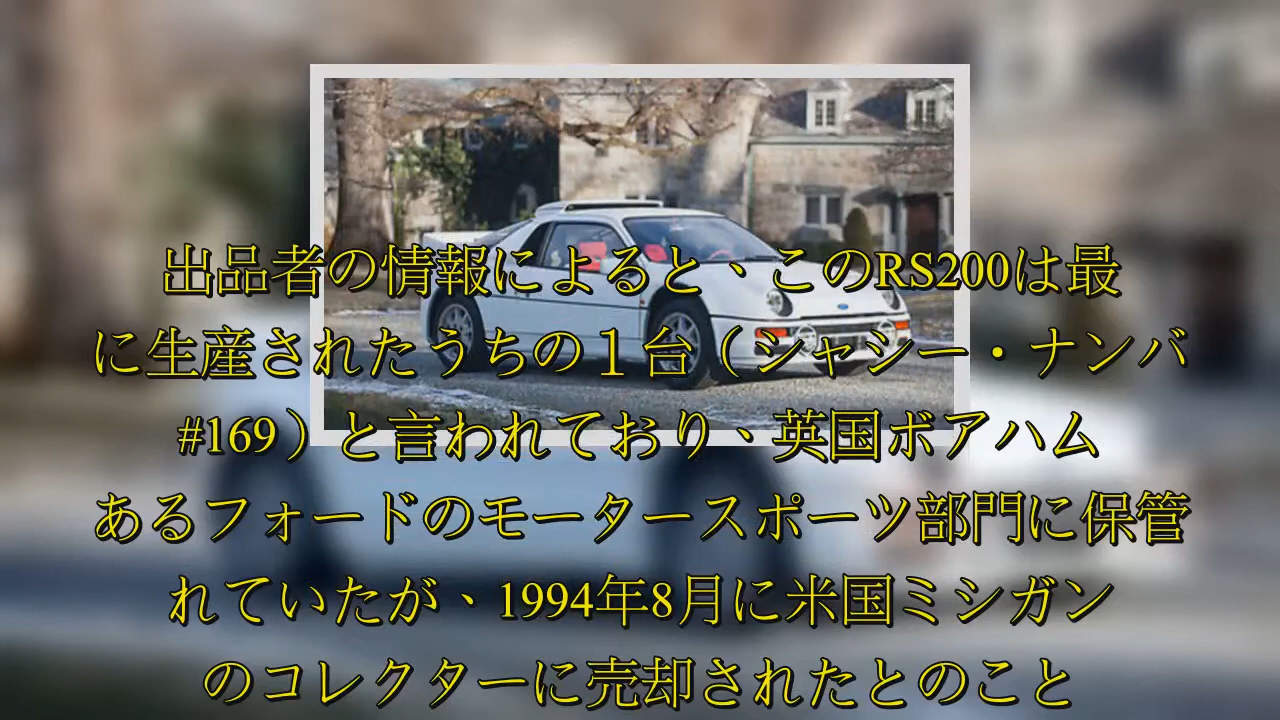 出品者の情報によると、このRS200は最
に生産されたうちの１台（シャシー・ナンバ
#169）と言われており、英国ボアハム
あるフォードのモータースポーツ部門に保管
れていたが、1994年8月に米国ミシガン
のコレクターに売却されたとのこと